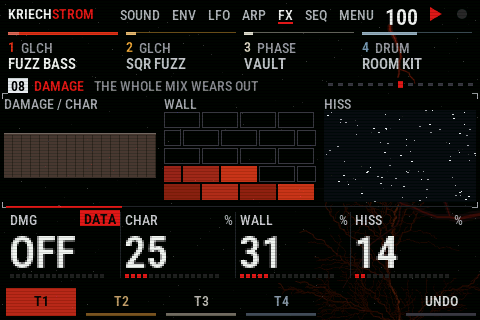 KRIECHSTROM SOUND ENV LFO ARP FX SEQ MENU 100
1 GLCH 2 GLCH 3 PHASE 4 DRUM
FUZZ BASS SQR FUZZ VAULT ROOM KIT
08 DAMAGE THE WHOLE MIX WEARS OUT
DAMAGE / CHAR WALL HISS
DMG DATA CHAR % WALL % HISS %
OFF 25 31 14
T1 T2 T3 T4 UNDO